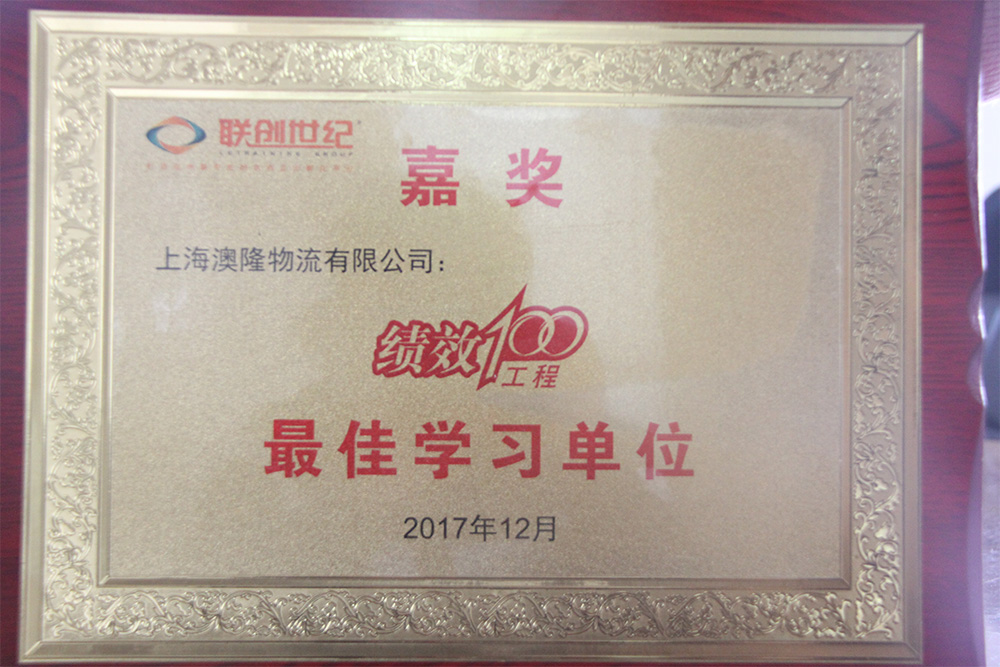 联创世纪
嘉奖
上海澳隆物流有限公司：
绩效100
工程
最佳学习单位
2017年12月